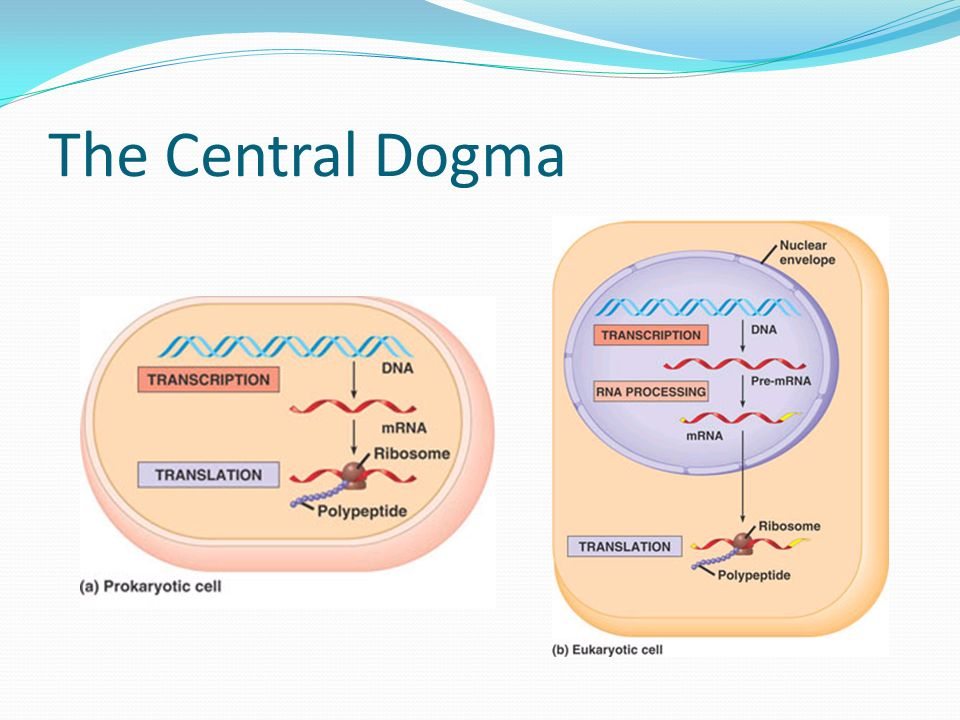 The Central Dogma
DNA
TRANSCRIPTION
mRNA
Ribosome
TRANSLATION
Polypeptide
(a) Prokaryotic cell
Nuclear
envelope
DNA
TRANSCRIPTION
Pre-mRNA
RNA PROCESSING
mRNA
Ribosome
TRANSLATION
Polypeptide
(b) Eukaryotic cell